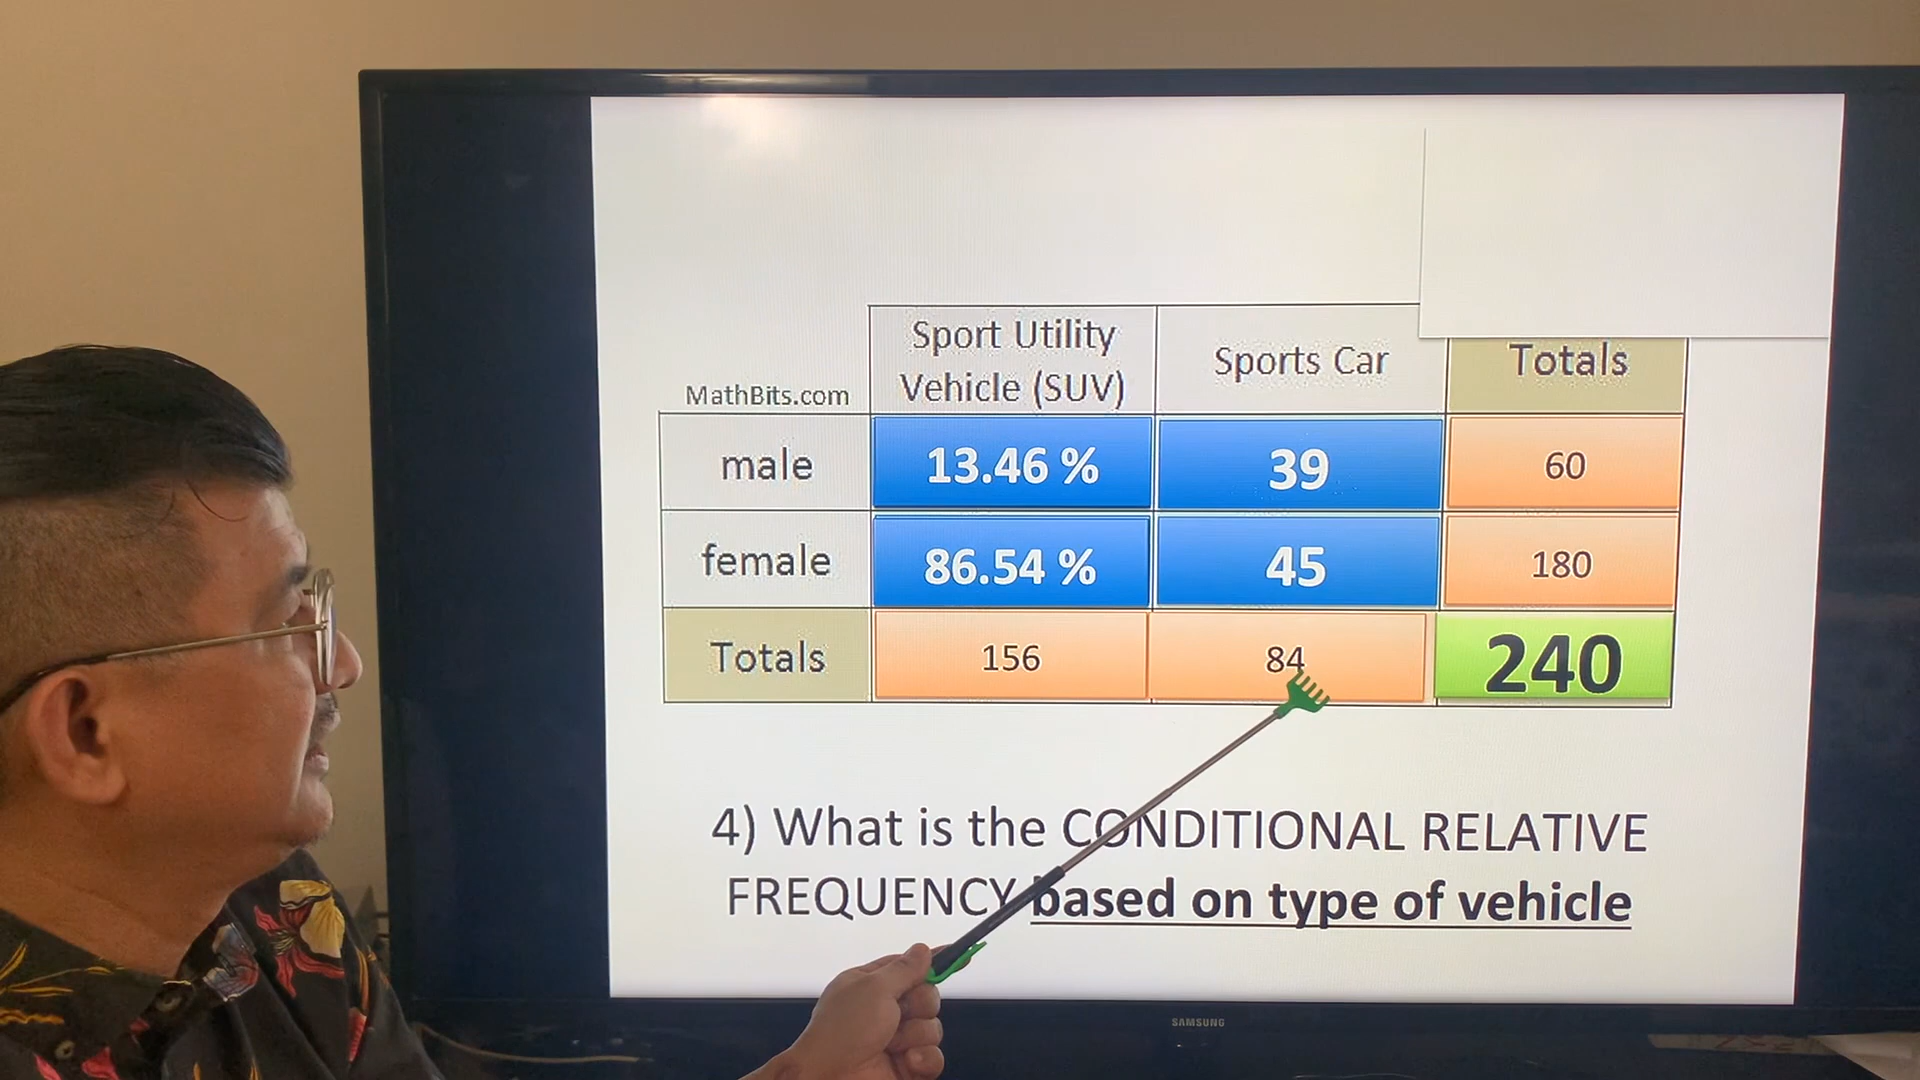 Sport Utility
Vehicle (SUV)
Sports Car
Totals
MathBits.com
male
13.46 %
39
60
female
86.54 %
45
180
Totals
156
84
240
4) What is the CONDITIONAL RELATIVE
FREQUENCY based on type of vehicle
SAMSUNG